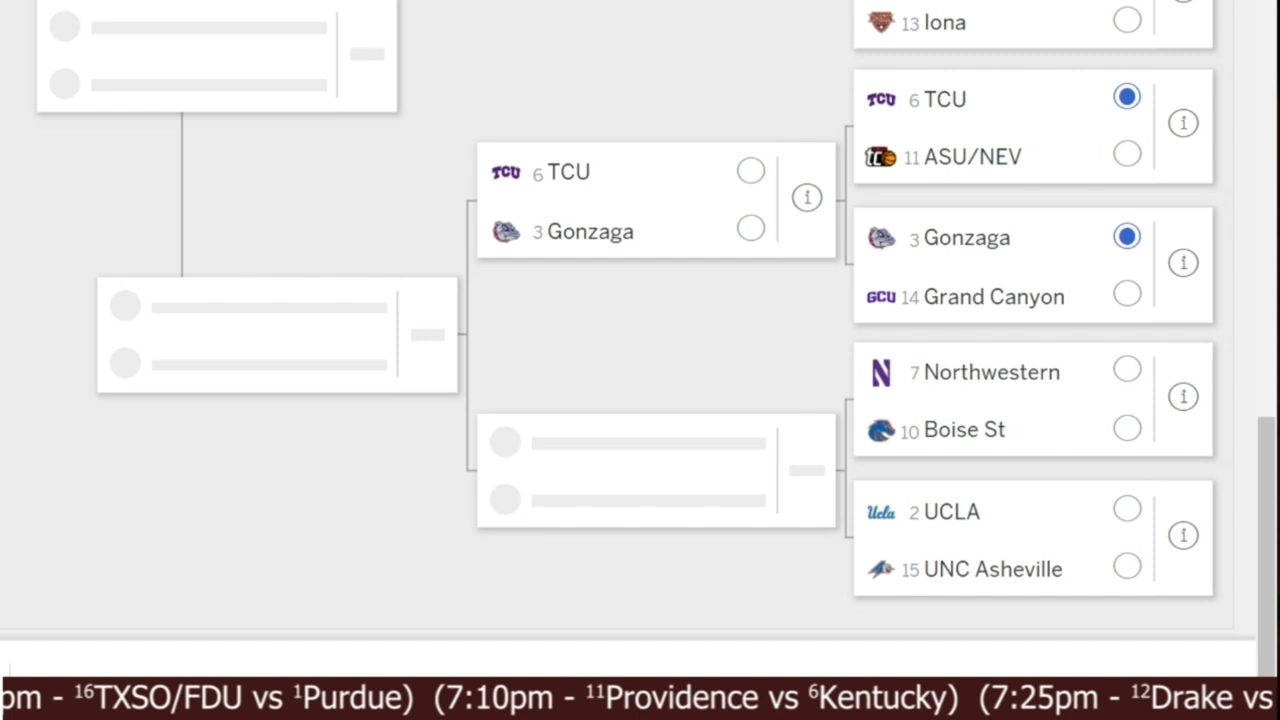 13 Iona
TCU 6 TCU
11 ASU/NEV
TCU 6 TCU
3 Gonzaga
3 Gonzaga
GCU 14 Grand Canyon
N 7 Northwestern
10 Boise St
Ucla 2 UCLA
15 UNC Asheville
pm - 16TXSO/FDU vs 1Purdue) (7:10pm - 11Providence vs 6Kentucky) (7:25pm - 12Drake vs